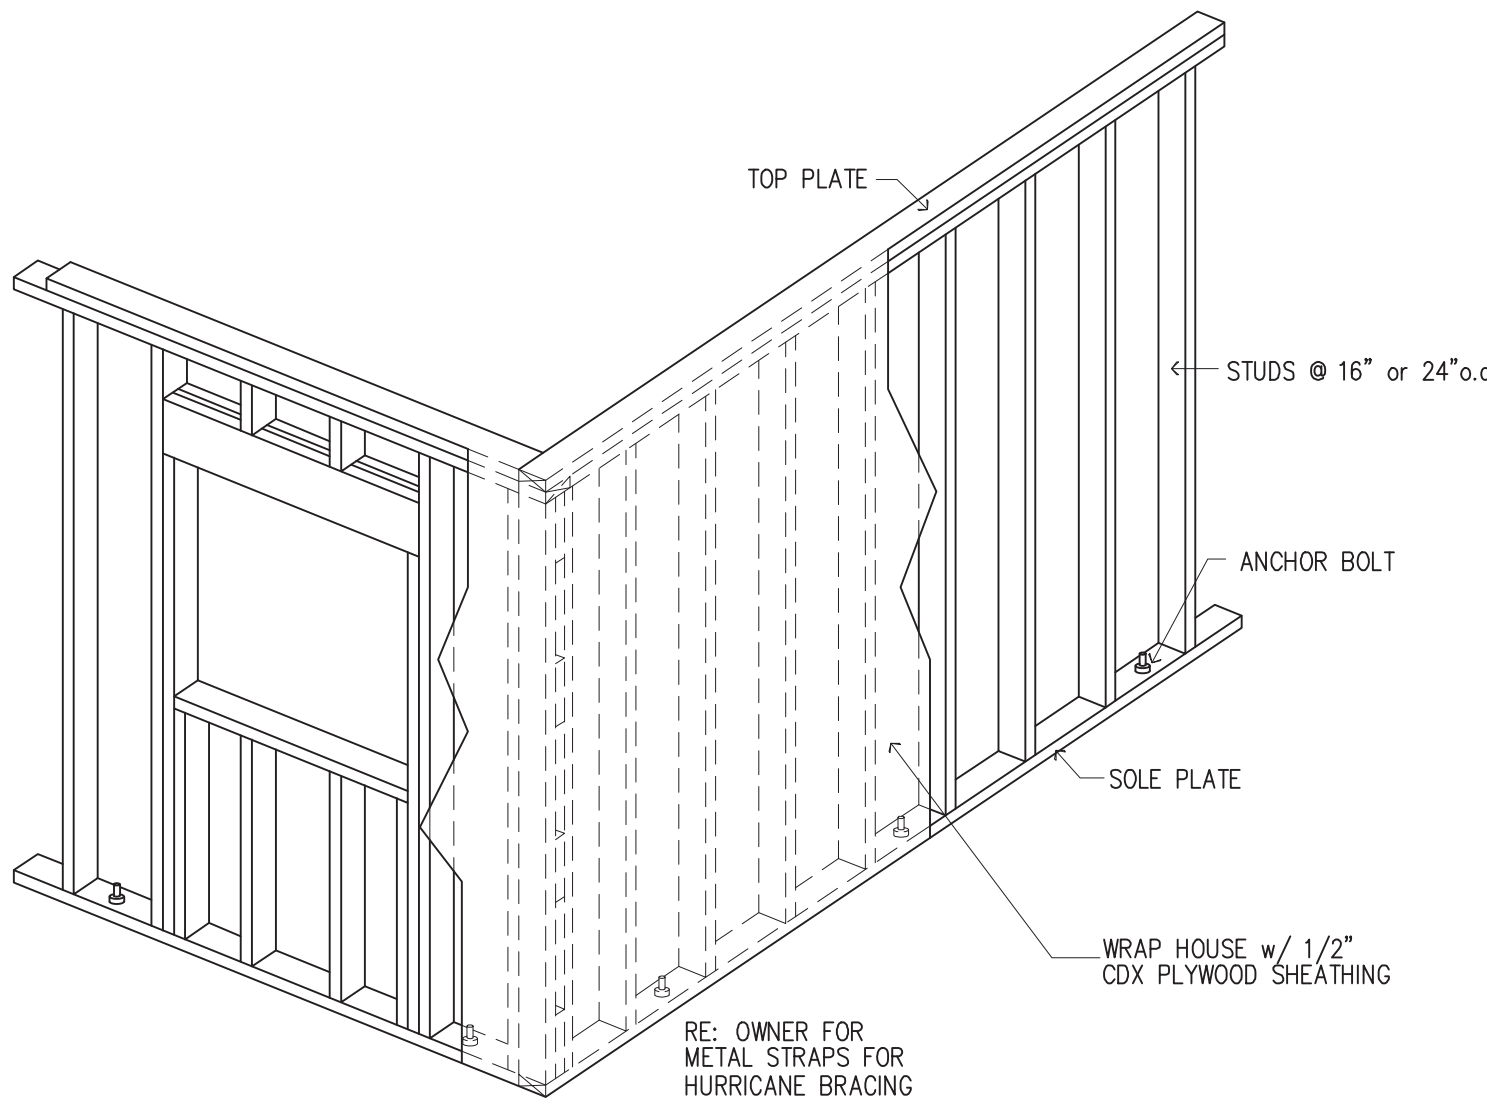 TOP PLATE
STUDS @ 16" or 24"o.c
ANCHOR BOLT
SOLE PLATE
WRAP HOUSE w/ 1/2"
CDX PLYWOOD SHEATHING
RE: OWNER FOR
METAL STRAPS FOR
HURRICANE BRACING